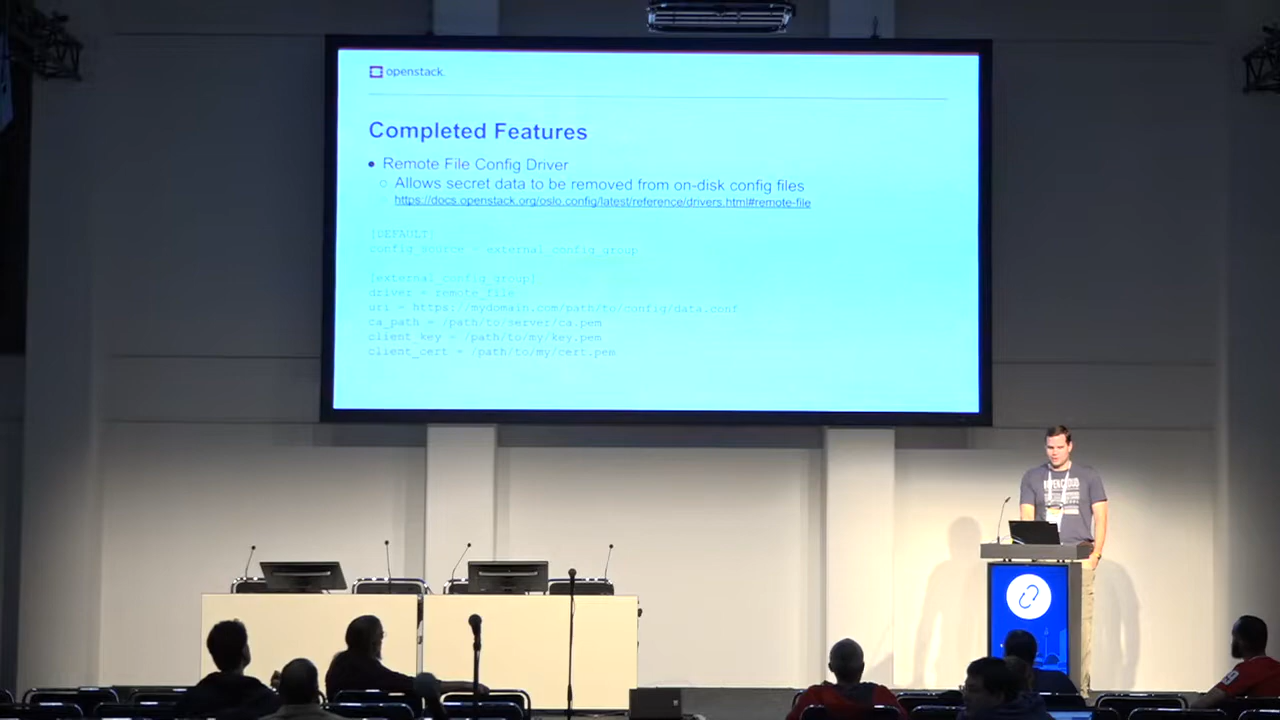 openstack.
Completed Features
● Remote File Config Driver
○ Allows secret data to be removed from on-disk config files
https://docs.openstack.org/oslo.config/latest/reference/drivers.html#remote-file
[DEFAULT]
config_source = external_config_group
[external_config_group]
driver = remote_file
uri = https://mydomain.com/path/to/config/data.conf
ca_path = /path/to/server/ca.pem
client_key = /path/to/my/key.pem
client_cert = /path/to/my/cert.pem